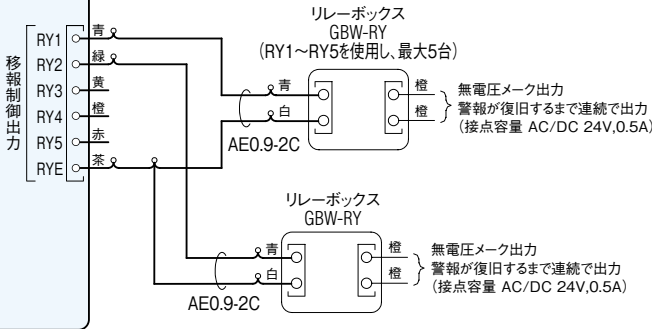 移報制御出力
RY1
青
RY2
緑
RY3
黄
RY4
橙
RY5
赤
RYE
茶
リレーボックス
GBW-RY
(RY1~RY5を使用し、最大5台)
青
白
AE0.9-2C
橙
橙
無電圧メーク出力
警報が復旧するまで連続で出力
(接点容量 AC/DC 24V,0.5A)
リレーボックス
GBW-RY
青
白
AE0.9-2C
橙
橙
無電圧メーク出力
警報が復旧するまで連続で出力
(接点容量 AC/DC 24V,0.5A)